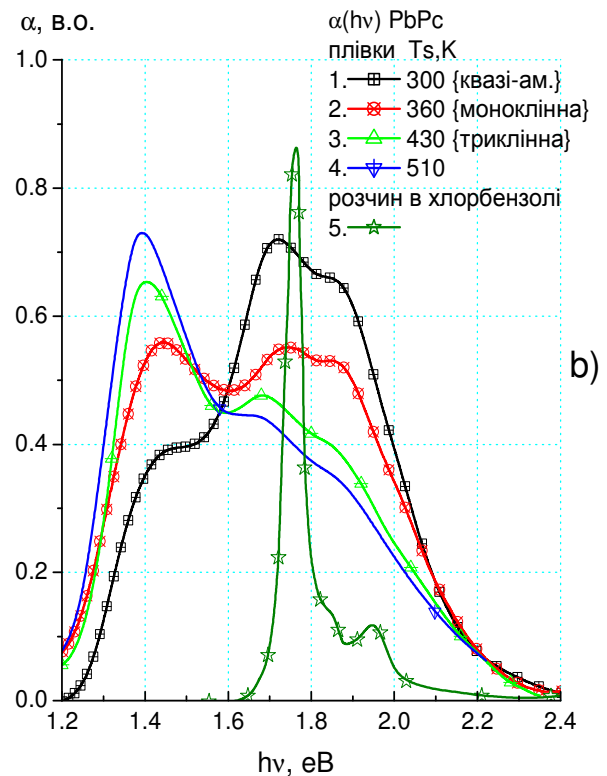 α, в.о.
α(hν) PbPc
плівки Ts,K
1. 300 {квазі-ам.}
2. 360 {моноклінна}
3. 430 {триклінна}
4. 510
розчин в хлорбензолі
5.
b)
1.0
0.8
0.6
0.4
0.2
0.0
1.2 1.4 1.6 1.8 2.0 2.2 2.4
hν, eB